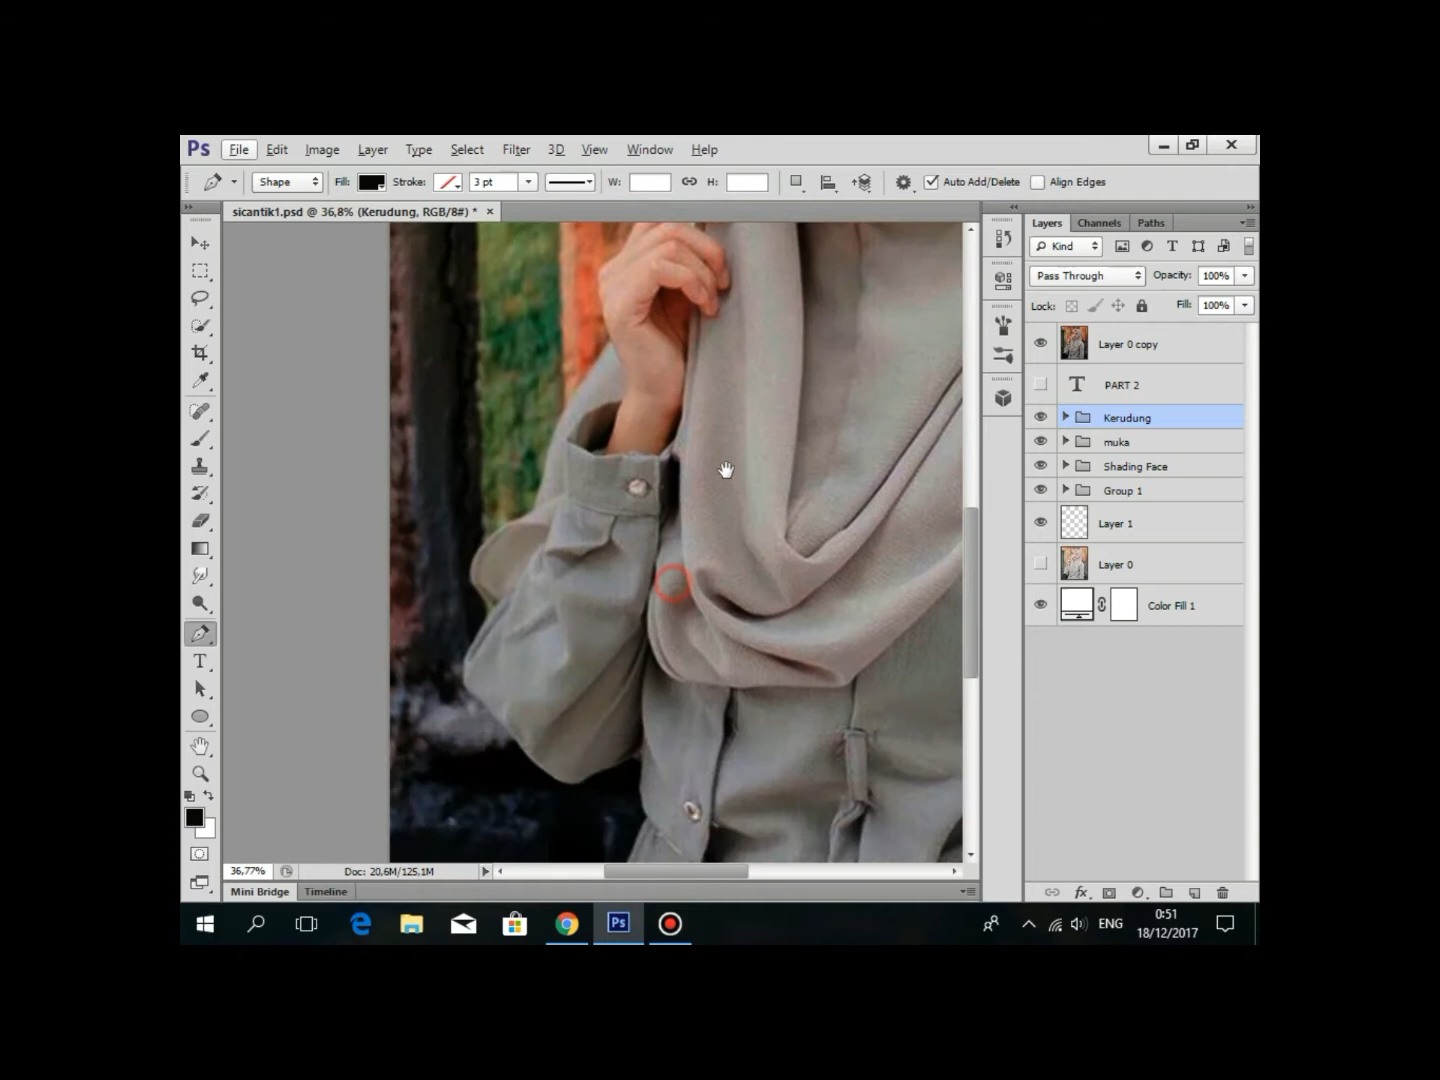 Ps File Edit Image Layer Type Select Filter 3D View Window Help
Shape Fill: Stroke: 3 pt W: H: Auto Add/Delete Align Edges
sicantik1.psd @ 36,8% (Kerudung, RGB/8#) * ×
Layers Channels Paths
Kind
Pass Through Opacity: 100%
Lock: Fill: 100%
Layer 0 copy
T PART 2
Kerudung
muka
Shading Face
Group 1
Layer 1
Layer 0
Color Fill 1
36,77% Doc: 20,6M/125,1M
fx
Mini Bridge Timeline
Ps ENG 0:51
18/12/2017